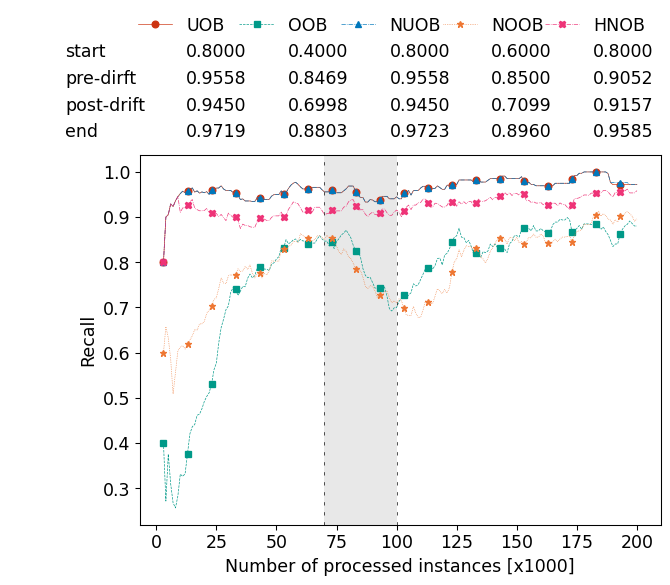 UOB OOB NUOB NOOB HNOB
start 0.8000 0.4000 0.8000 0.6000 0.8000
pre-dirft 0.9558 0.8469 0.9558 0.8500 0.9052
post-drift 0.9450 0.6998 0.9450 0.7099 0.9157
end 0.9719 0.8803 0.9723 0.8960 0.9585
1.0
0.9
0.8
0.7
0.6
0.5
0.4
0.3
Recall
0 25 50 75 100 125 150 175 200
Number of processed instances [x1000]